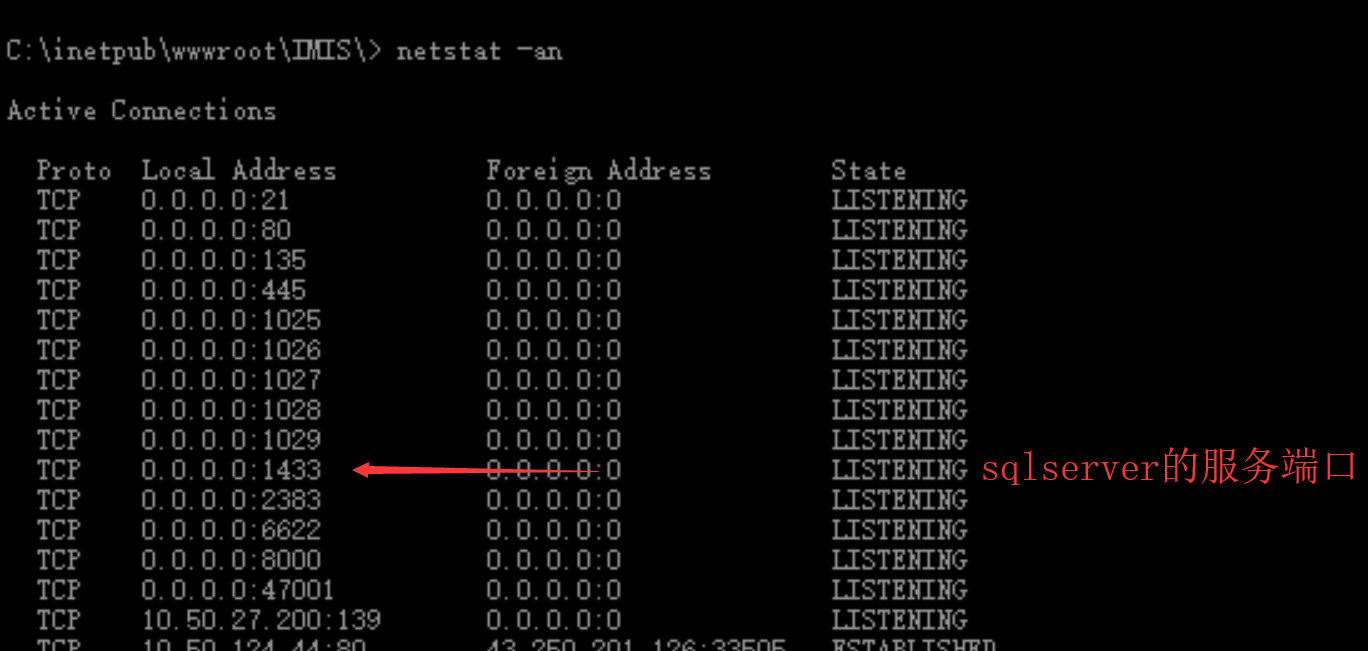 C:\inetpub\wwwroot\IMIS\> netstat -an
Active Connections
Proto Local Address Foreign Address State
TCP 0.0.0.0:21 0.0.0.0:0 LISTENING
TCP 0.0.0.0:80 0.0.0.0:0 LISTENING
TCP 0.0.0.0:135 0.0.0.0:0 LISTENING
TCP 0.0.0.0:445 0.0.0.0:0 LISTENING
TCP 0.0.0.0:1025 0.0.0.0:0 LISTENING
TCP 0.0.0.0:1026 0.0.0.0:0 LISTENING
TCP 0.0.0.0:1027 0.0.0.0:0 LISTENING
TCP 0.0.0.0:1028 0.0.0.0:0 LISTENING
TCP 0.0.0.0:1029 0.0.0.0:0 LISTENING
TCP 0.0.0.0:1433 0.0.0.0:0 LISTENING sqlserver的服务端口
TCP 0.0.0.0:2383 0.0.0.0:0 LISTENING
TCP 0.0.0.0:6622 0.0.0.0:0 LISTENING
TCP 0.0.0.0:8000 0.0.0.0:0 LISTENING
TCP 0.0.0.0:47001 0.0.0.0:0 LISTENING
TCP 10.50.27.200:139 0.0.0.0:0 LISTENING
TCP 10.50.124.44:80 43.250.201.126:33505 ESTABLISHED